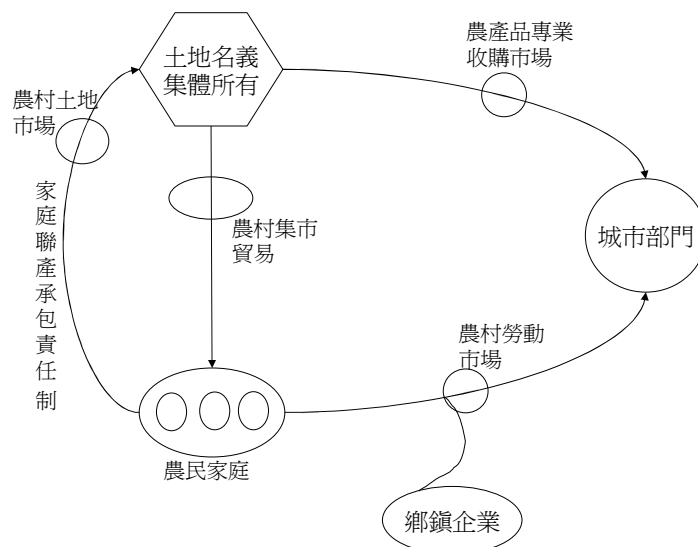 土地名義
集體所有
農產品專業
收購市場
農村土地
市場
家庭聯產承包責任制
農村集市
貿易
城市部門
農村勞動
市場
農民家庭
鄉鎮企業